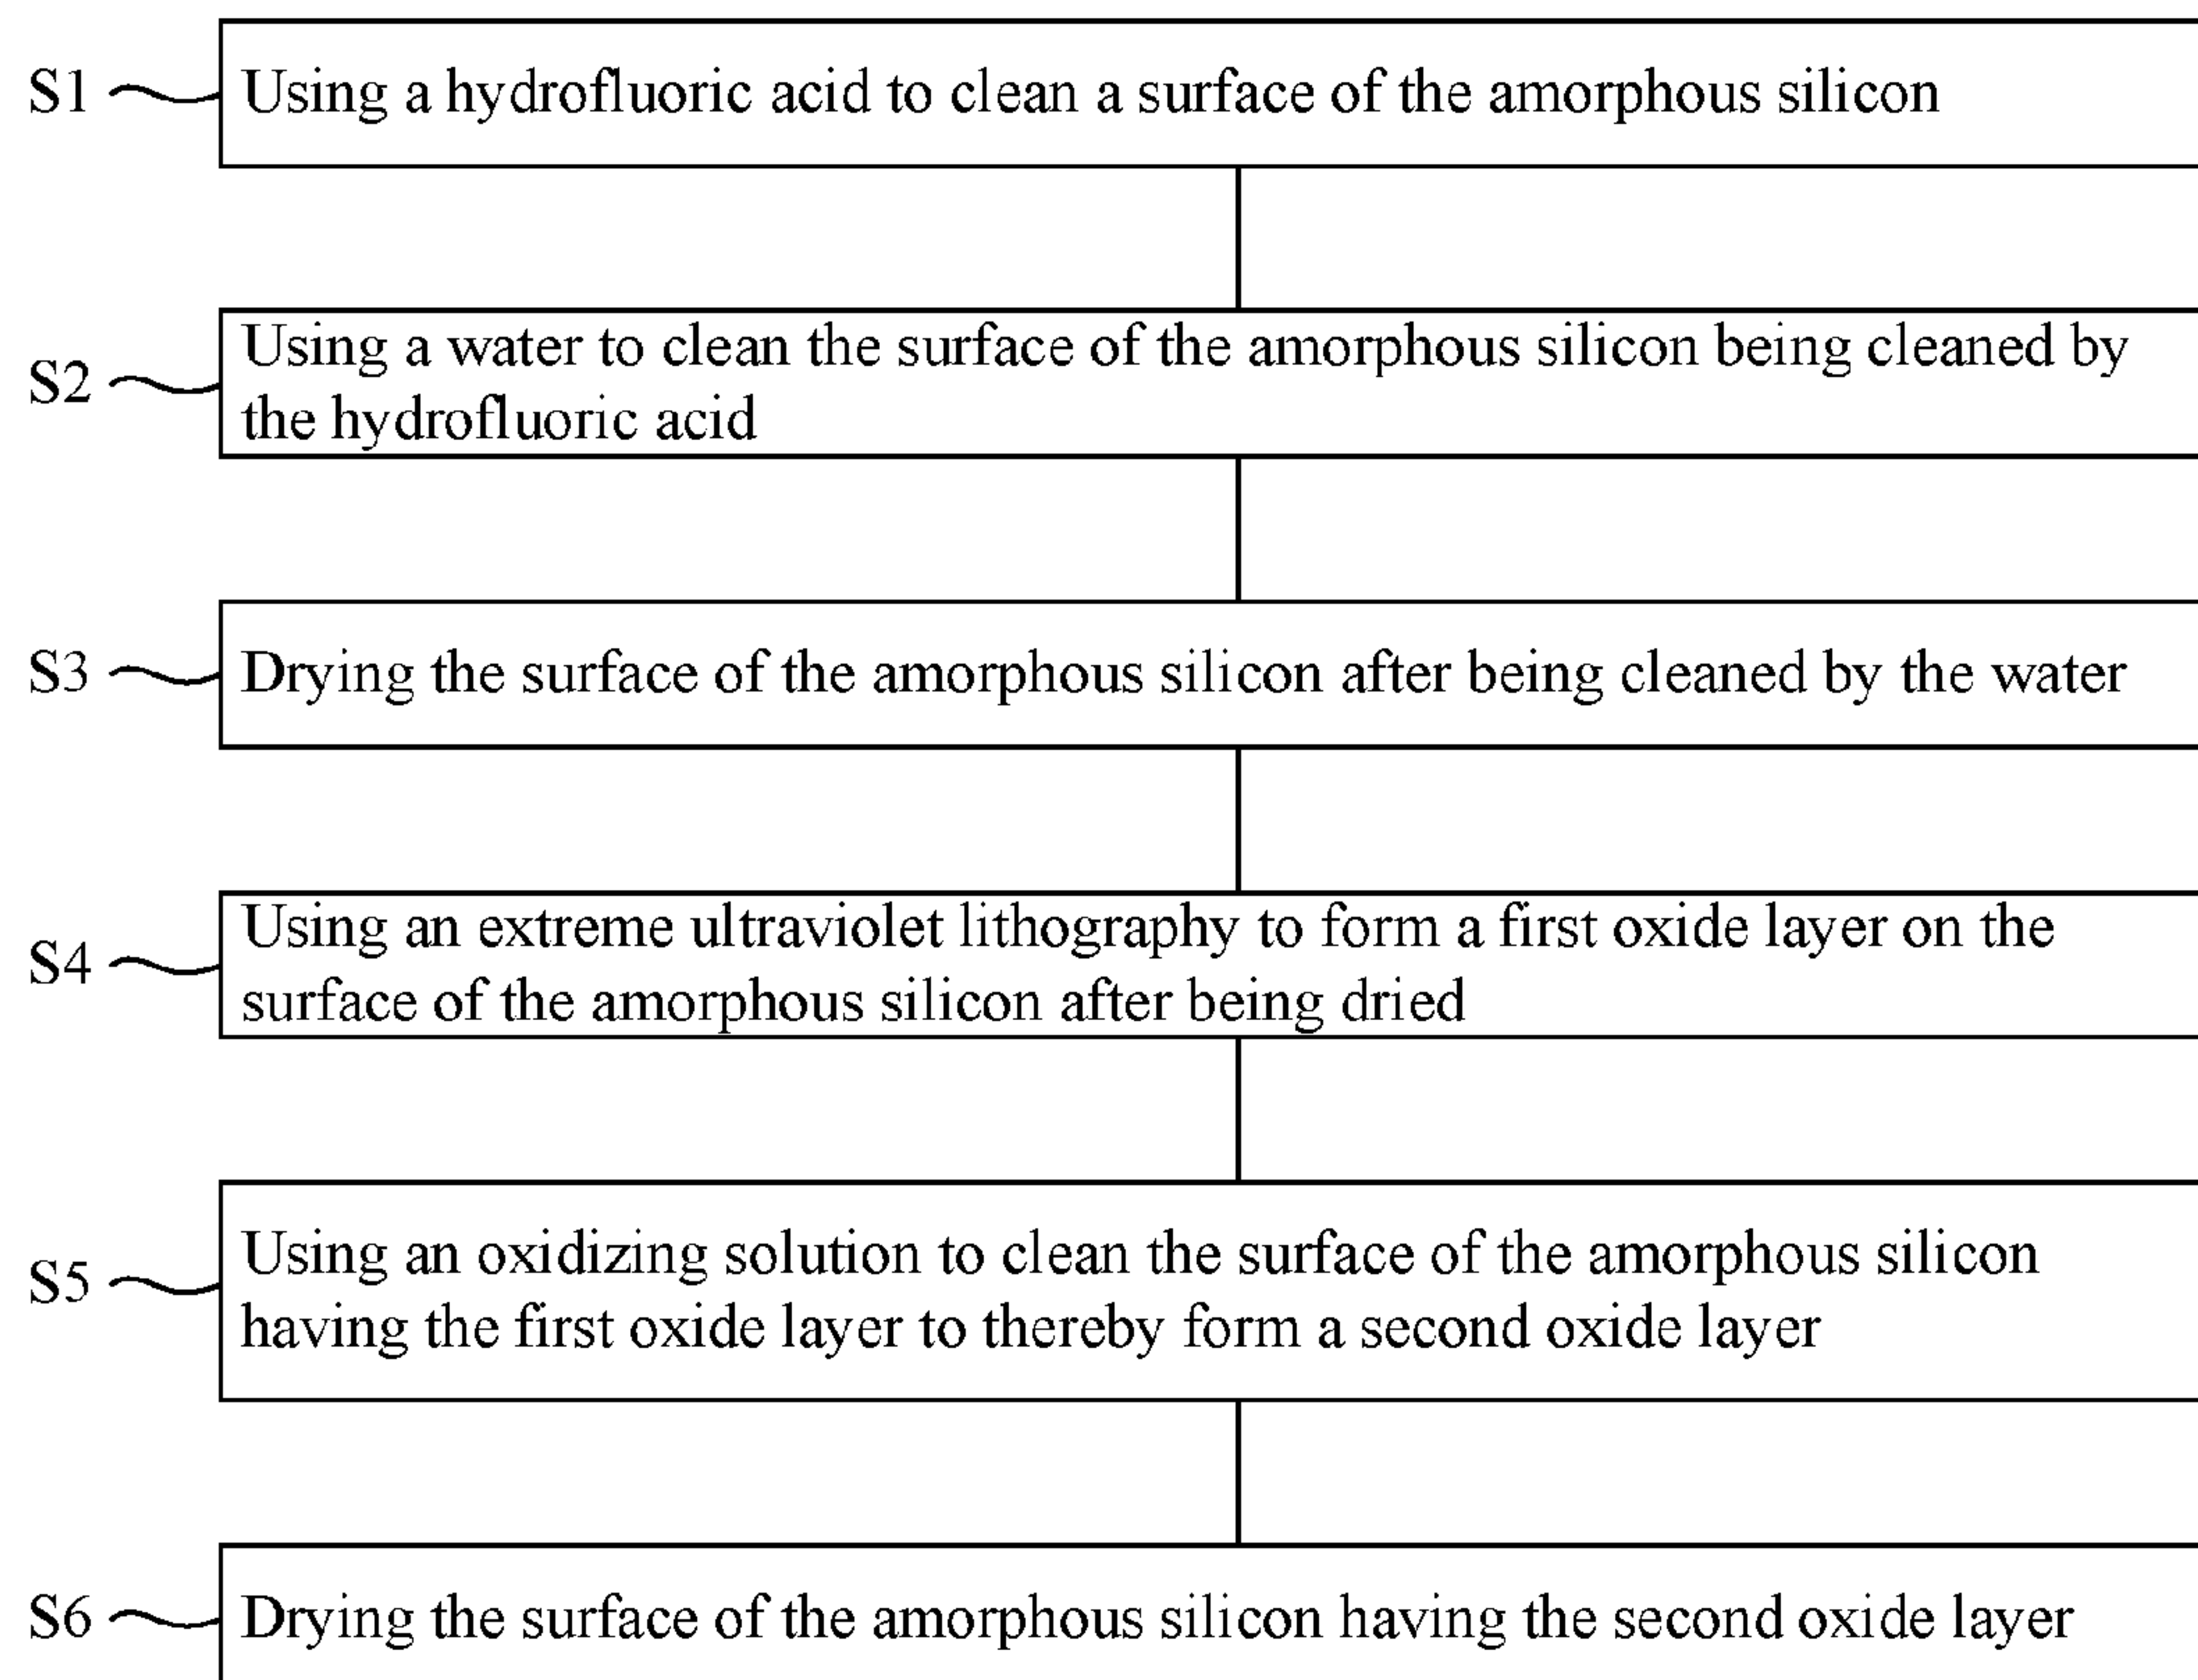 S1 Using a hydrofluoric acid to clean a surface of the amorphous silicon
S2 Using a water to clean the surface of the amorphous silicon being cleaned by
the hydrofluoric acid
S3 Drying the surface of the amorphous silicon after being cleaned by the water
S4 Using an extreme ultraviolet lithography to form a first oxide layer on the
surface of the amorphous silicon after being dried
S5 Using an oxidizing solution to clean the surface of the amorphous silicon
having the first oxide layer to thereby form a second oxide layer
S6 Drying the surface of the amorphous silicon having the second oxide layer